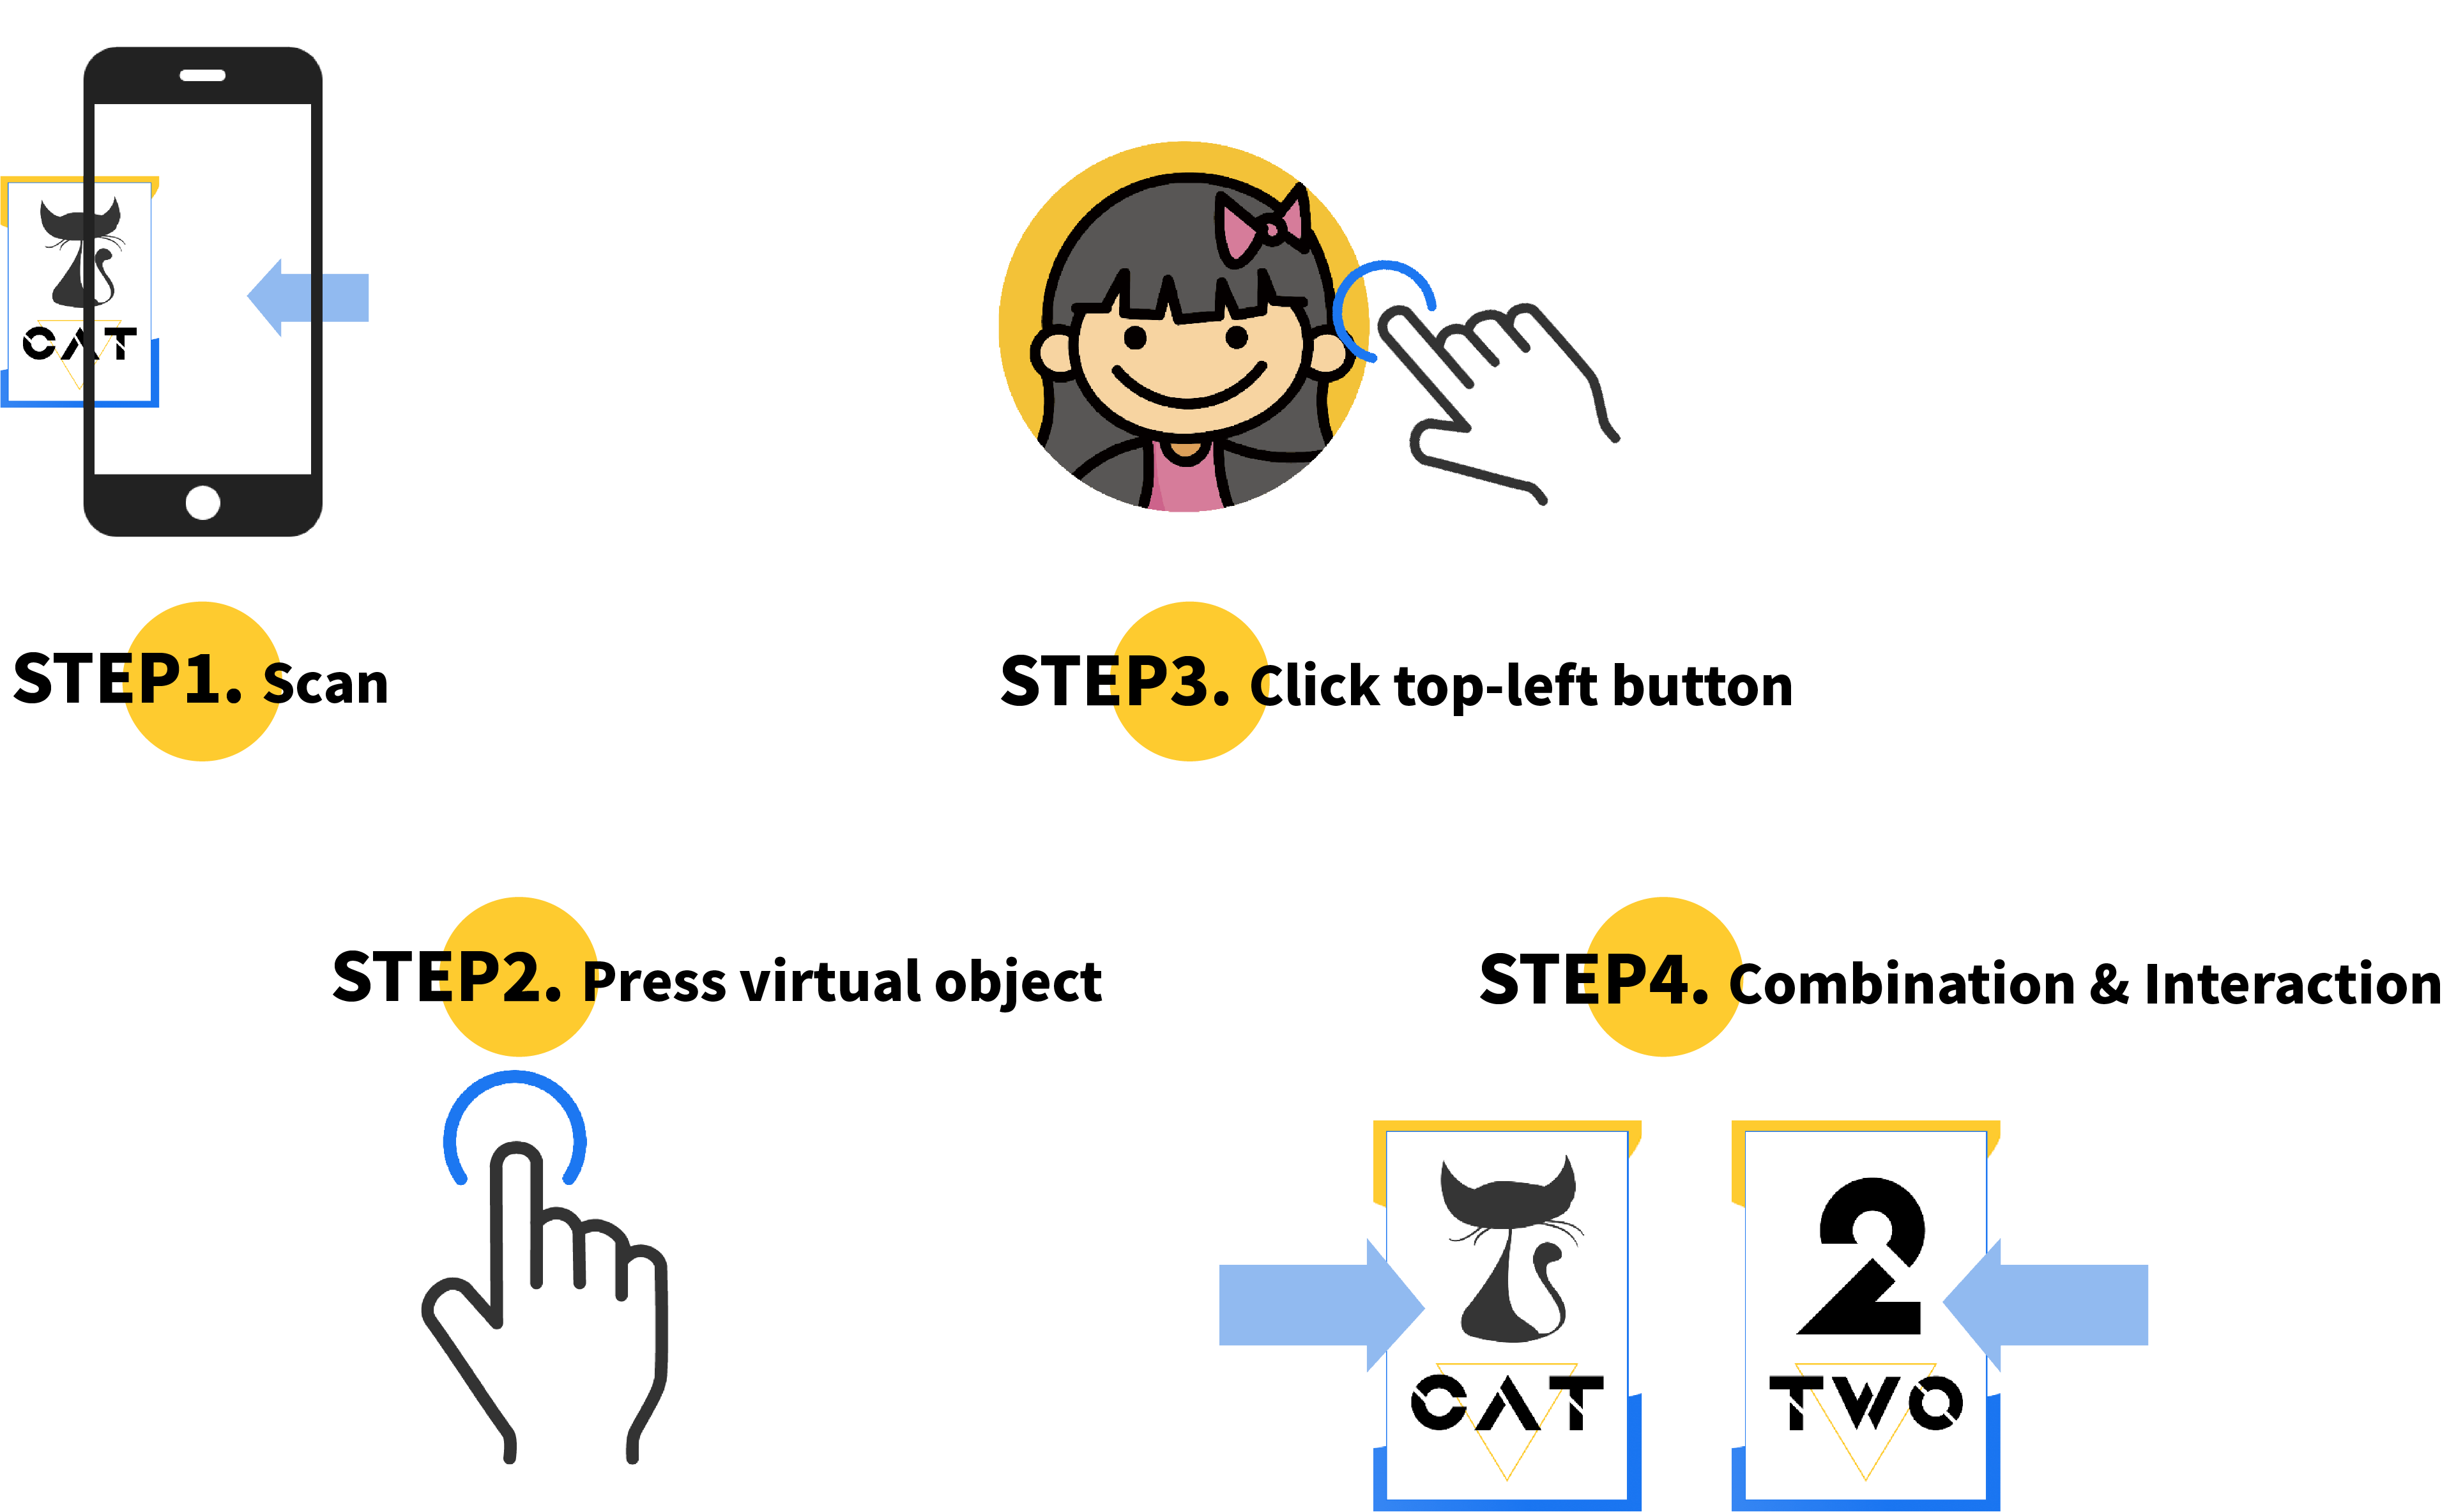 CAT
STEP1. Scan
STEP2. Press virtual object
STEP3. Click top-left button
STEP4. Combination & Interaction
2
CAT
TWO